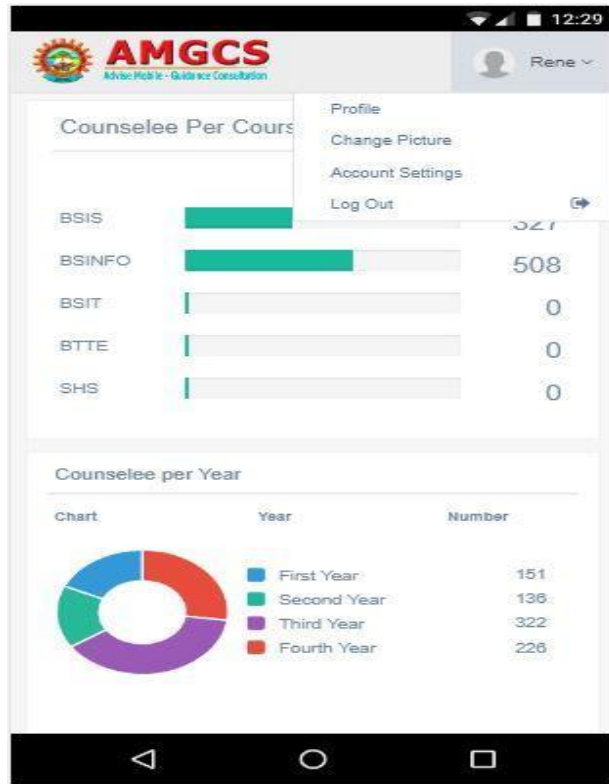 12:29
AMGCS
Advise Mobile - Guidance Consultation
Rene
Profile
Change Picture
Account Settings
Log Out
Counselee Per Cours
BSIS 327
BSINFO 508
BSIT 0
BTTE 0
SHS 0
Counselee per Year
Chart Year Number
First Year 151
Second Year 136
Third Year 322
Fourth Year 226